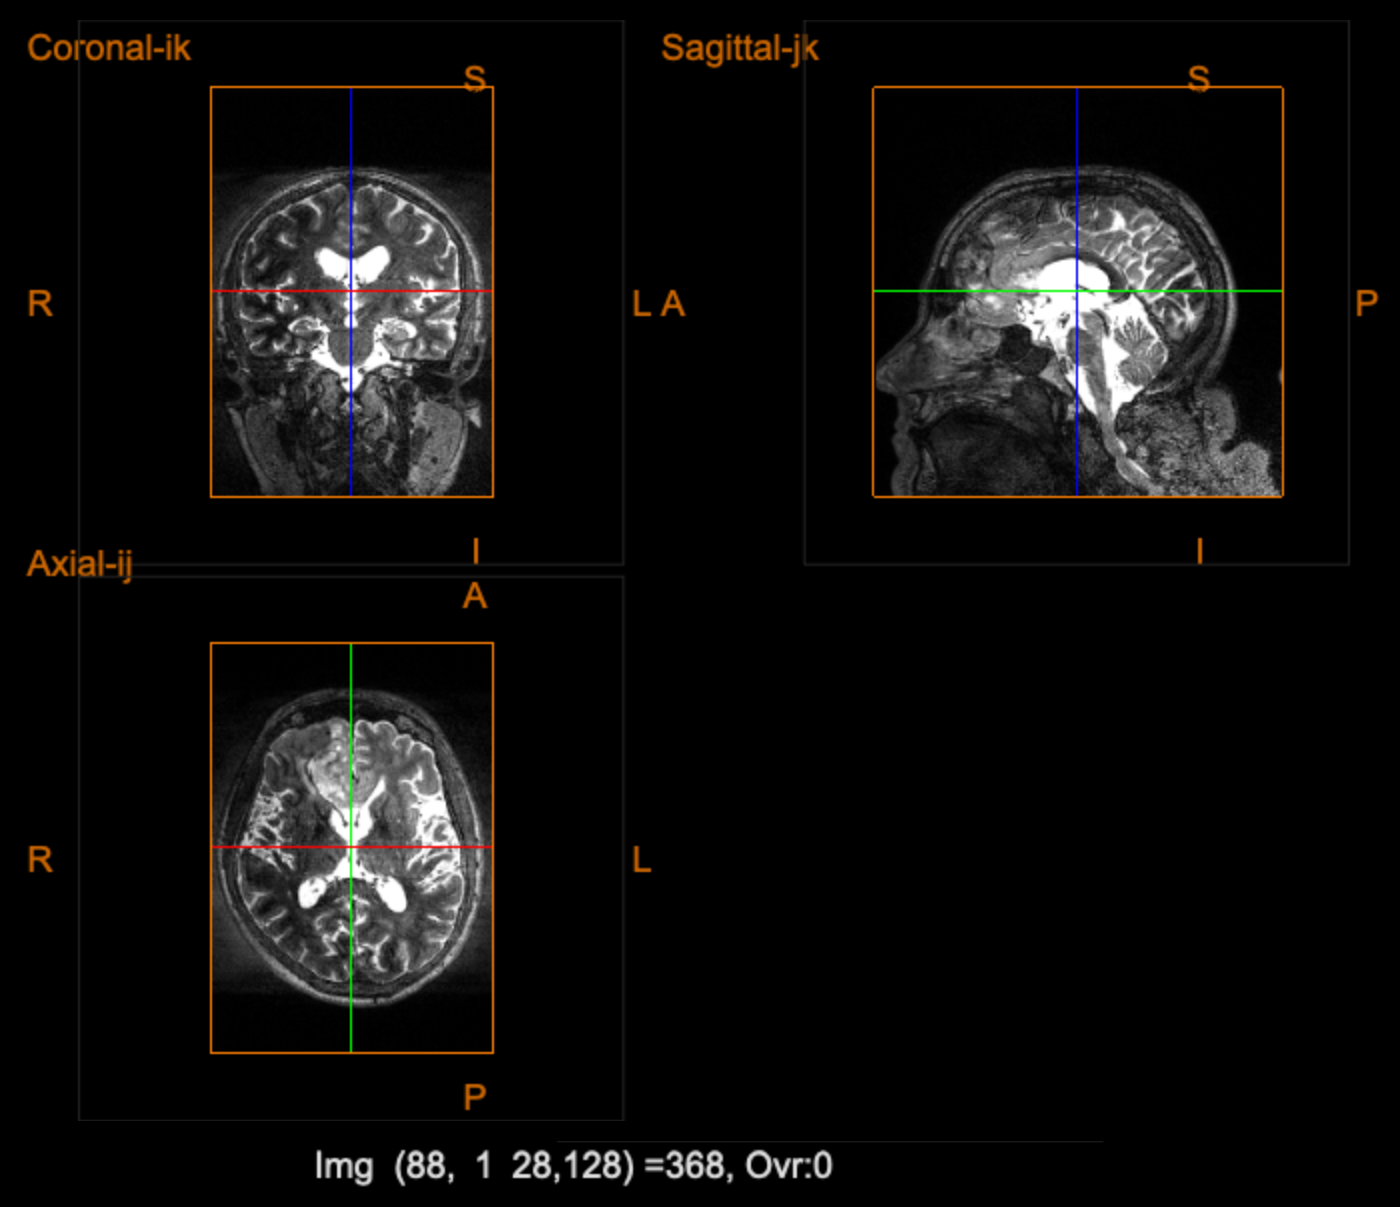 Coronal-ik
Sagittal-jk
S
S
R
L A
P
I
I
Axial-ij
A
R
L
P
Img (88, 1 28,128) =368, Ovr:0